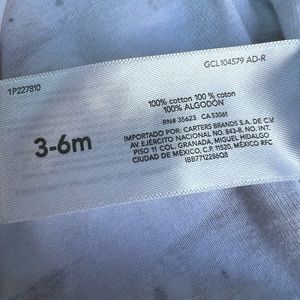 1P227810
GCL104579 AD-R
3-6m
100% cotton 100 % coton
100% ALGODÓN
RN# 35623 CA 53061
IMPORTADO POR: CARTERS BRANDS S.A. DE C.V.
AV. EJÉRCITO NACIONAL NO. 843-B, NO. INT.
PISO 11 COL. GRANADA, MIGUEL HIDALGO
CIUDAD DE MÉXICO, C.P. 11520, MÉXICO RFC
IBB7712286Q8